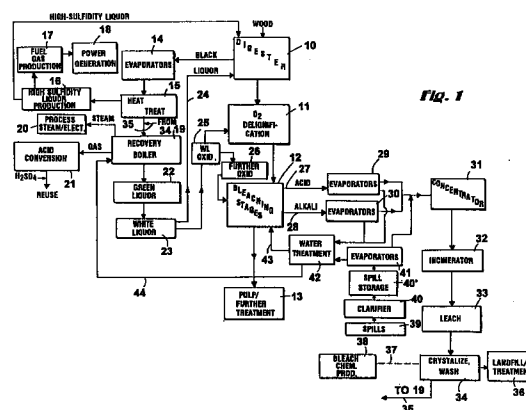 HIGH-SULFIDITY LIQUOR
WOOD
17
18
FUEL
GAS
PRODUCTION
POWER
GENERATION
14
EVAPORATORS
BLACK
LIQUOR
DIGESTER
10
16
HIGH SULFIDITY
LIQUOR
PRODUCTION
15
HEAT
TREAT
24
Fig. 1
20
PROCESS
STEAM/ELECT.
STEAM
35
FROM
34
19
RECOVERY
BOILER
25
WL
OXID.
O2
DELIGNIFI-
CATION
11
ACID
CONVERSION
GAS
21
H2SO4
REUSE
FURTHER
OXID
26
12
27
ACID
29
EVAPORATORS
31
CONCENTRATOR
GREEN
LIQUOR
22
BLEACHING
STAGES
ALKALI
28
30
EVAPORATORS
WHITE
LIQUOR
23
43
WATER
TREATMENT
42
EVAPORATORS
41
INCINERATOR
32
44
SPILL
STORAGE
40'
CLARIFIER
40
SPILLS
39
LEACH
33
PULP/
FURTHER
TREATMENT
13
38
BLEACH
CHEM. PROD.
37
CRYSTALIZE,
WASH
34
LANDFILL/
TREATMENT
36
TO 19
35